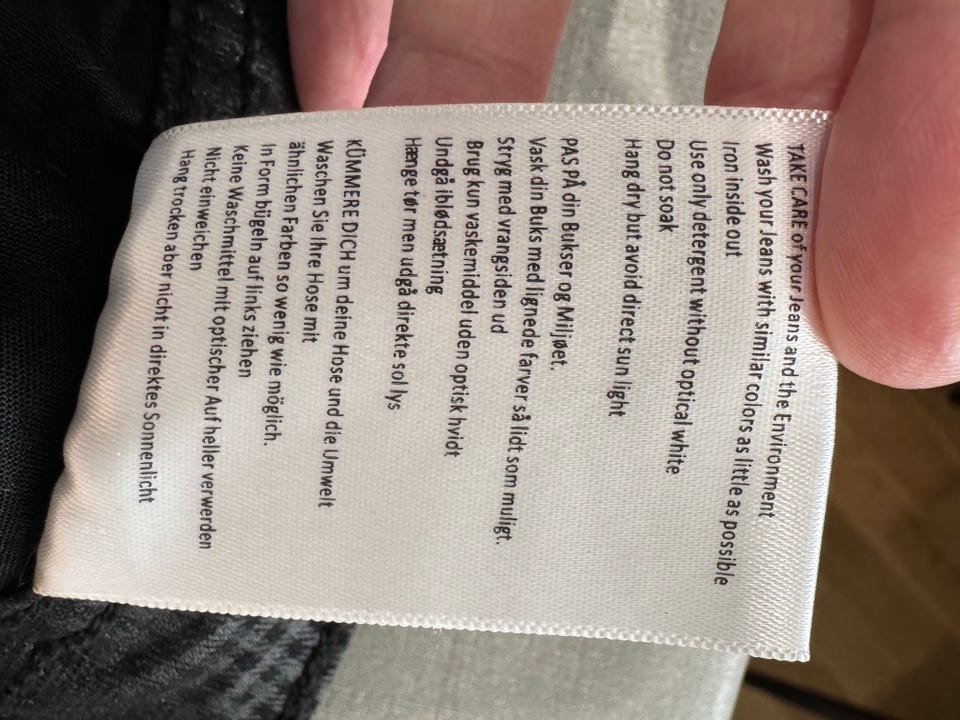 TAKE CARE of your Jeans and the Environment
Wash your Jeans with similar colors as little as possible
Iron inside out
Use only detergent without optical white
Do not soak
Hang dry but avoid direct sun light
PAS PÅ din Bukser og Miljøet.
Vask din Buks med lignede farver så lidt som muligt.
Stryg med vrangsiden ud
Brug kun vaskemiddel uden optisk hvidt
Undgå iblødsætning
Hænge tør men udgå direkte sol lys
KÜMMERE DICH um deine Hose und die Umwelt
Waschen Sie Ihre Hose mit
ähnlichen Farben so wenig wie möglich.
In Form bügeln auf links ziehen
Keine Waschmittel mit optischer Auf heller verwerden
Nicht einweichen
Hang trocken aber nicht in direktes Sonnenlicht